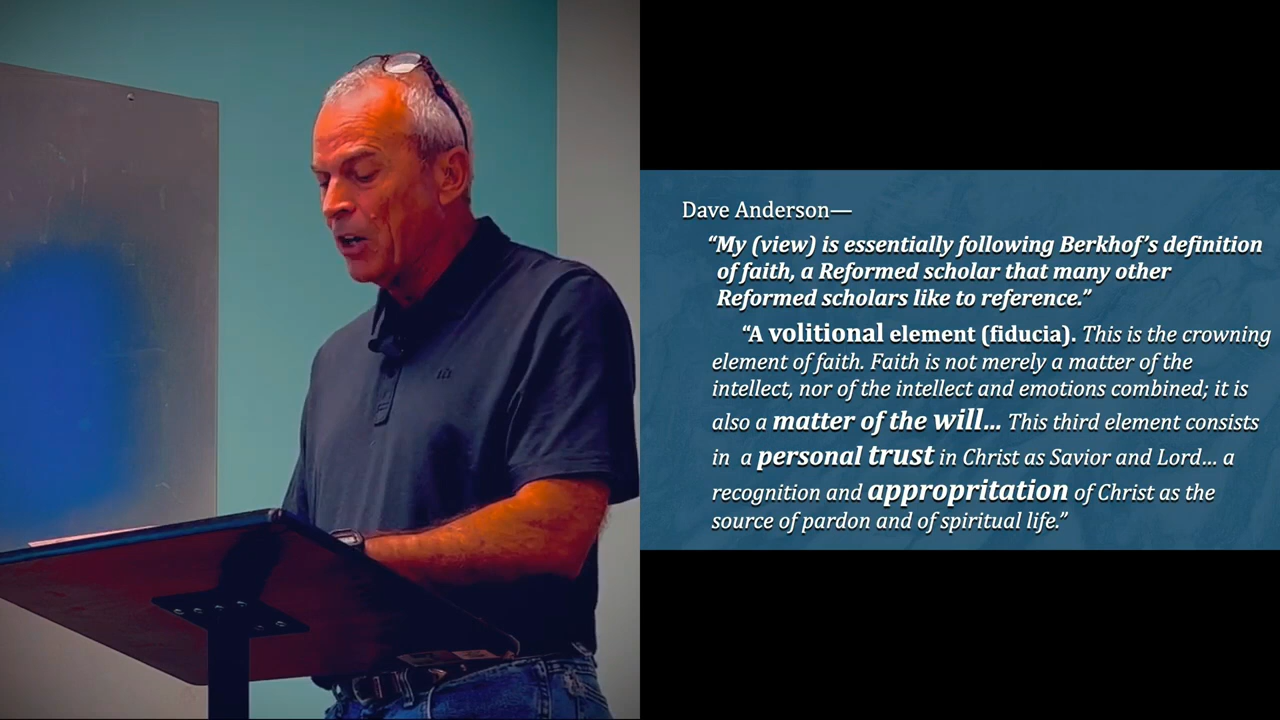 Dave Anderson—
“My (view) is essentially following Berkhof’s definition
of faith, a Reformed scholar that many other
Reformed scholars like to reference.”
“A volitional element (fiducia). This is the crowning
element of faith. Faith is not merely a matter of the
intellect, nor of the intellect and emotions combined; it is
also a matter of the will... This third element consists
in a personal trust in Christ as Savior and Lord... a
recognition and appropritation of Christ as the
source of pardon and of spiritual life.”